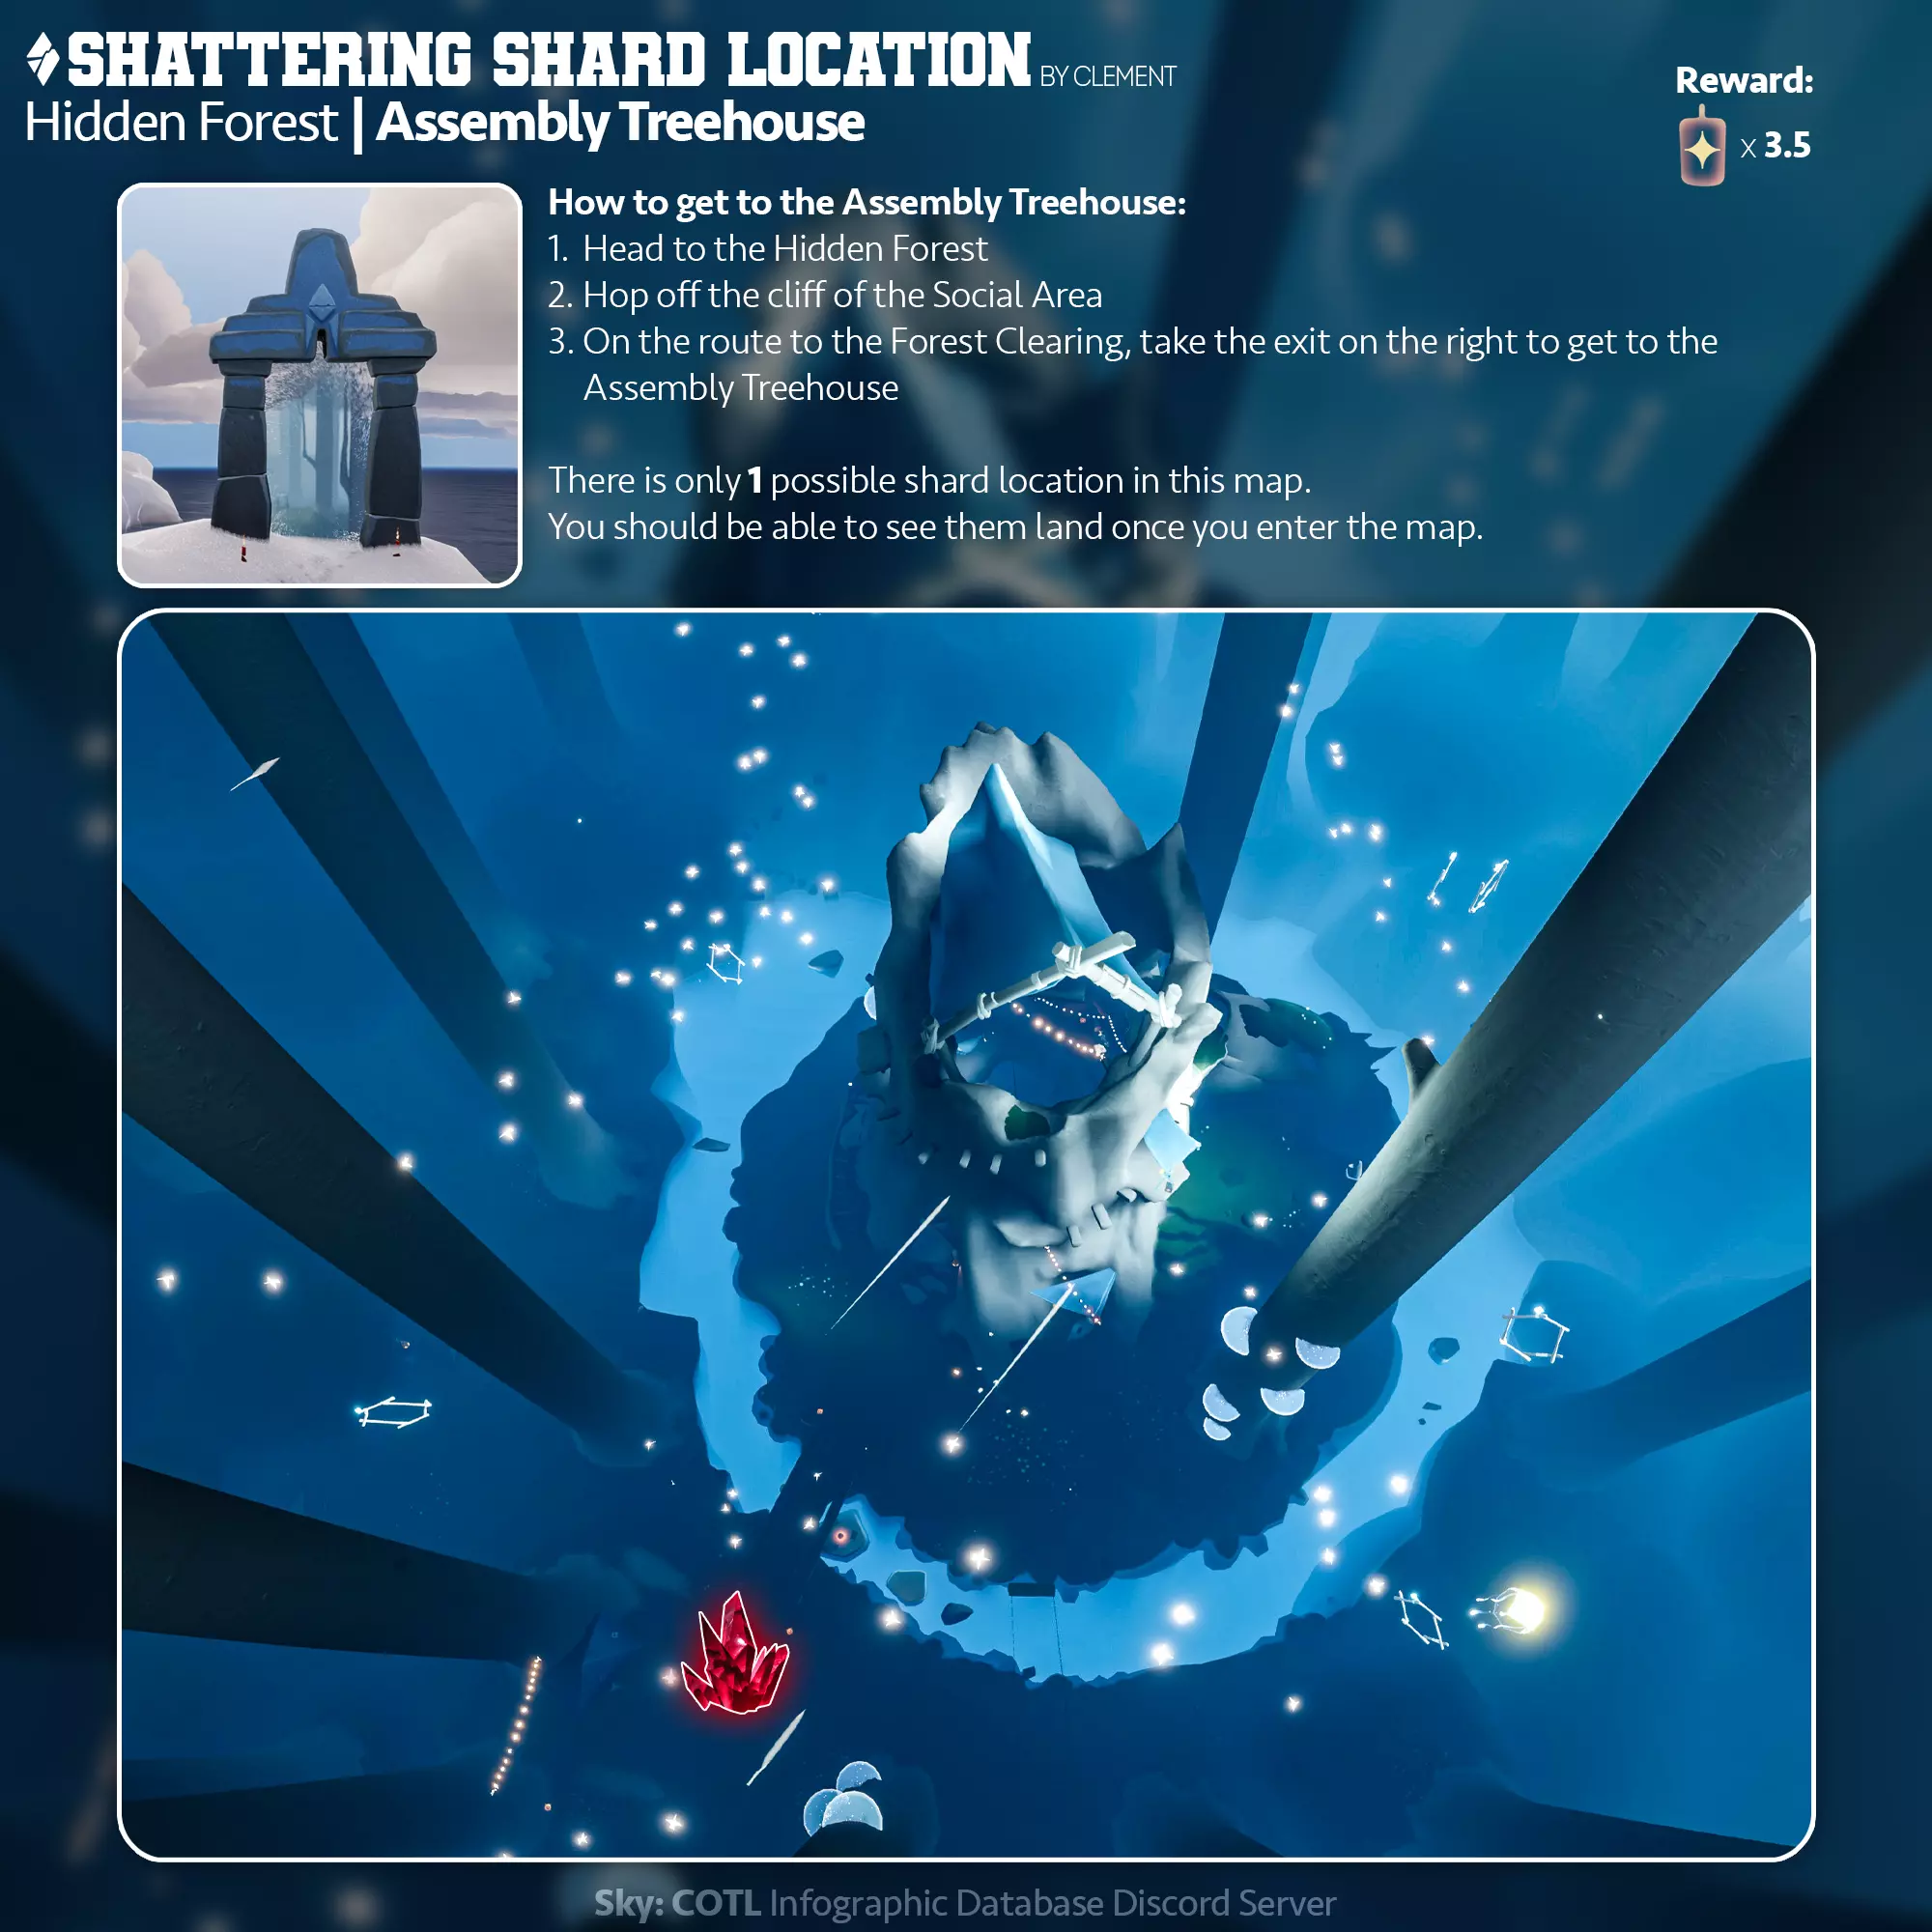 SHATTERING SHARD LOCATION BY CLEMENT
Hidden Forest | Assembly Treehouse
Reward:
x 3.5
How to get to the Assembly Treehouse:
1. Head to the Hidden Forest
2. Hop off the cliff of the Social Area
3. On the route to the Forest Clearing, take the exit on the right to get to the
Assembly Treehouse
There is only 1 possible shard location in this map.
You should be able to see them land once you enter the map.
Sky: COTL Infographic Database Discord Server